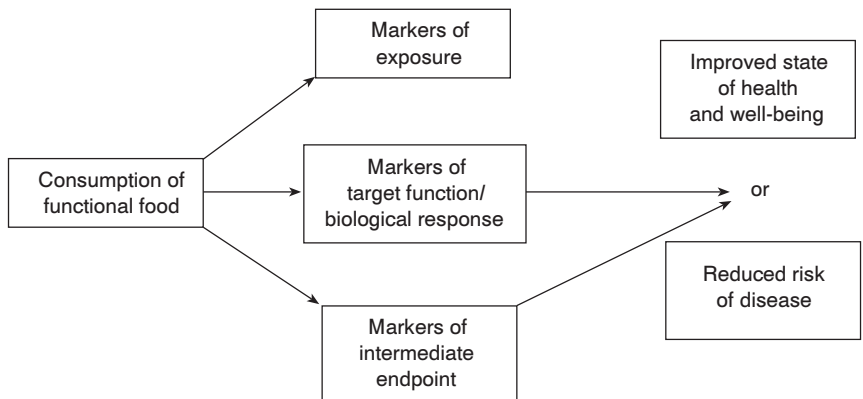 Markers of
exposure
Improved state
of health
and well-being
Consumption of
functional food
Markers of
target function/
biological response
or
Reduced risk
of disease
Markers of
intermediate
endpoint